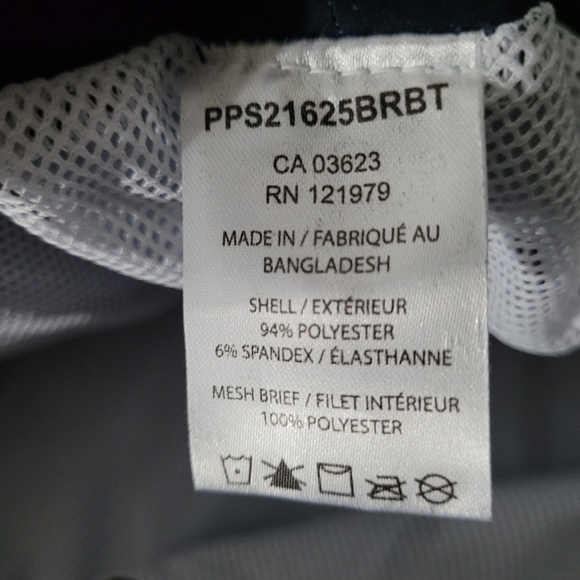 PPS21625BRBT
CA 03623
RN 121979
MADE IN / FABRIQUÉ AU
BANGLADESH
SHELL / EXTÉRIEUR
94% POLYESTER
6% SPANDEX / ÉLASTHANNE
MESH BRIEF / FILET INTÉRIEUR
100% POLYESTER